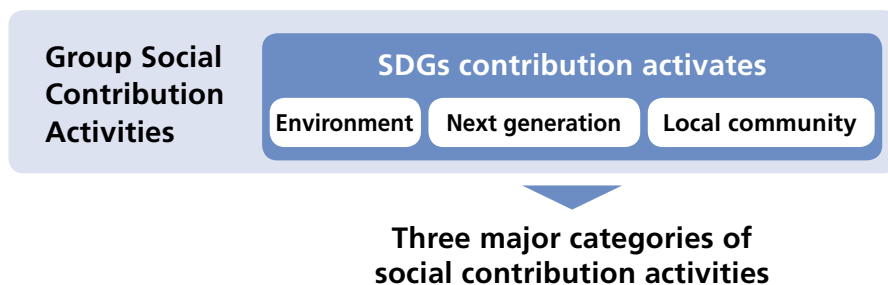 Group Social
Contribution
Activities
SDGs contribution activates
Environment
Next generation
Local community
Three major categories of
social contribution activities